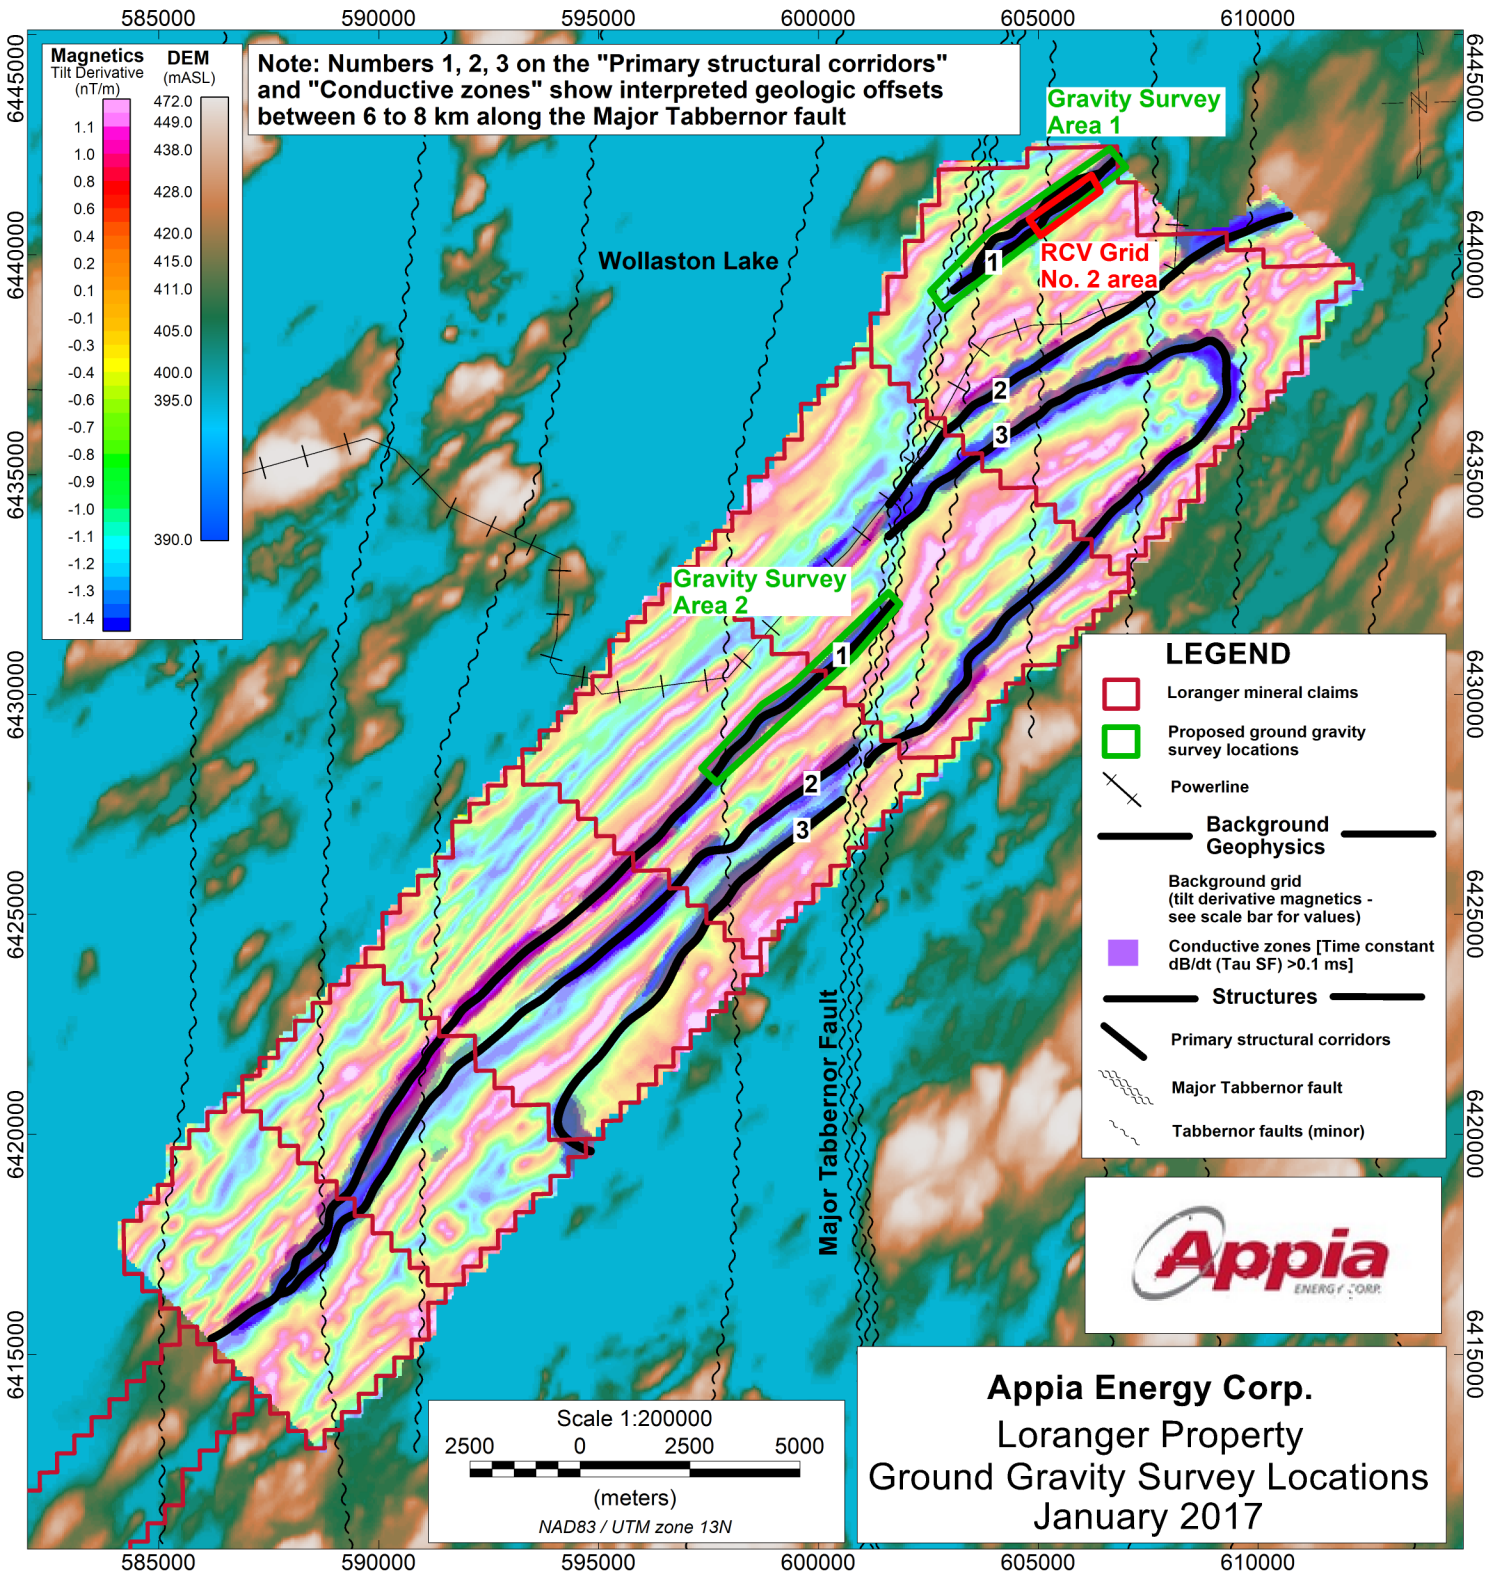 585000 590000 595000 600000 605000 610000
Magnetics
Tilt Derivative
(nT/m)
1.1
1.0
0.8
0.6
0.4
0.2
0.1
-0.1
-0.3
-0.4
-0.6
-0.7
-0.8
-0.9
-1.0
-1.1
-1.2
-1.3
-1.4
DEM
(mASL)
472.0
449.0
438.0
428.0
420.0
415.0
411.0
405.0
400.0
395.0
390.0
Note: Numbers 1, 2, 3 on the "Primary structural corridors"
and "Conductive zones" show interpreted geologic offsets
between 6 to 8 km along the Major Tabbernor fault
Gravity Survey
Area 1
N
Wollaston Lake
1
RCV Grid
No. 2 area
2
3
Gravity Survey
Area 2
1
2
3
Major Tabbernor Fault
6445000
6440000
6435000
6430000
6425000
6420000
6415000
6445000
6440000
6435000
6430000
6425000
6420000
6415000
LEGEND
Loranger mineral claims
Proposed ground gravity
survey locations
Powerline
Background
Geophysics
Background grid
(tilt derivative magnetics -
see scale bar for values)
Conductive zones [Time constant
dB/dt (Tau SF) >0.1 ms]
Structures
Primary structural corridors
Major Tabbernor fault
Tabbernor faults (minor)
Appia
ENERGY CORP.
Appia Energy Corp.
Loranger Property
Ground Gravity Survey Locations
January 2017
Scale 1:200000
2500 0 2500 5000
(meters)
NAD83 / UTM zone 13N
585000 590000 595000 600000 605000 610000